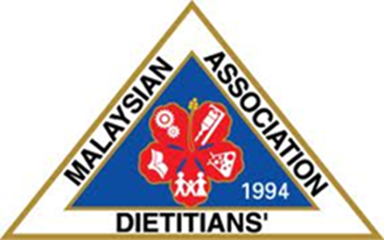 MALAYSIAN
DIETITIANS'
ASSOCIATION
1994